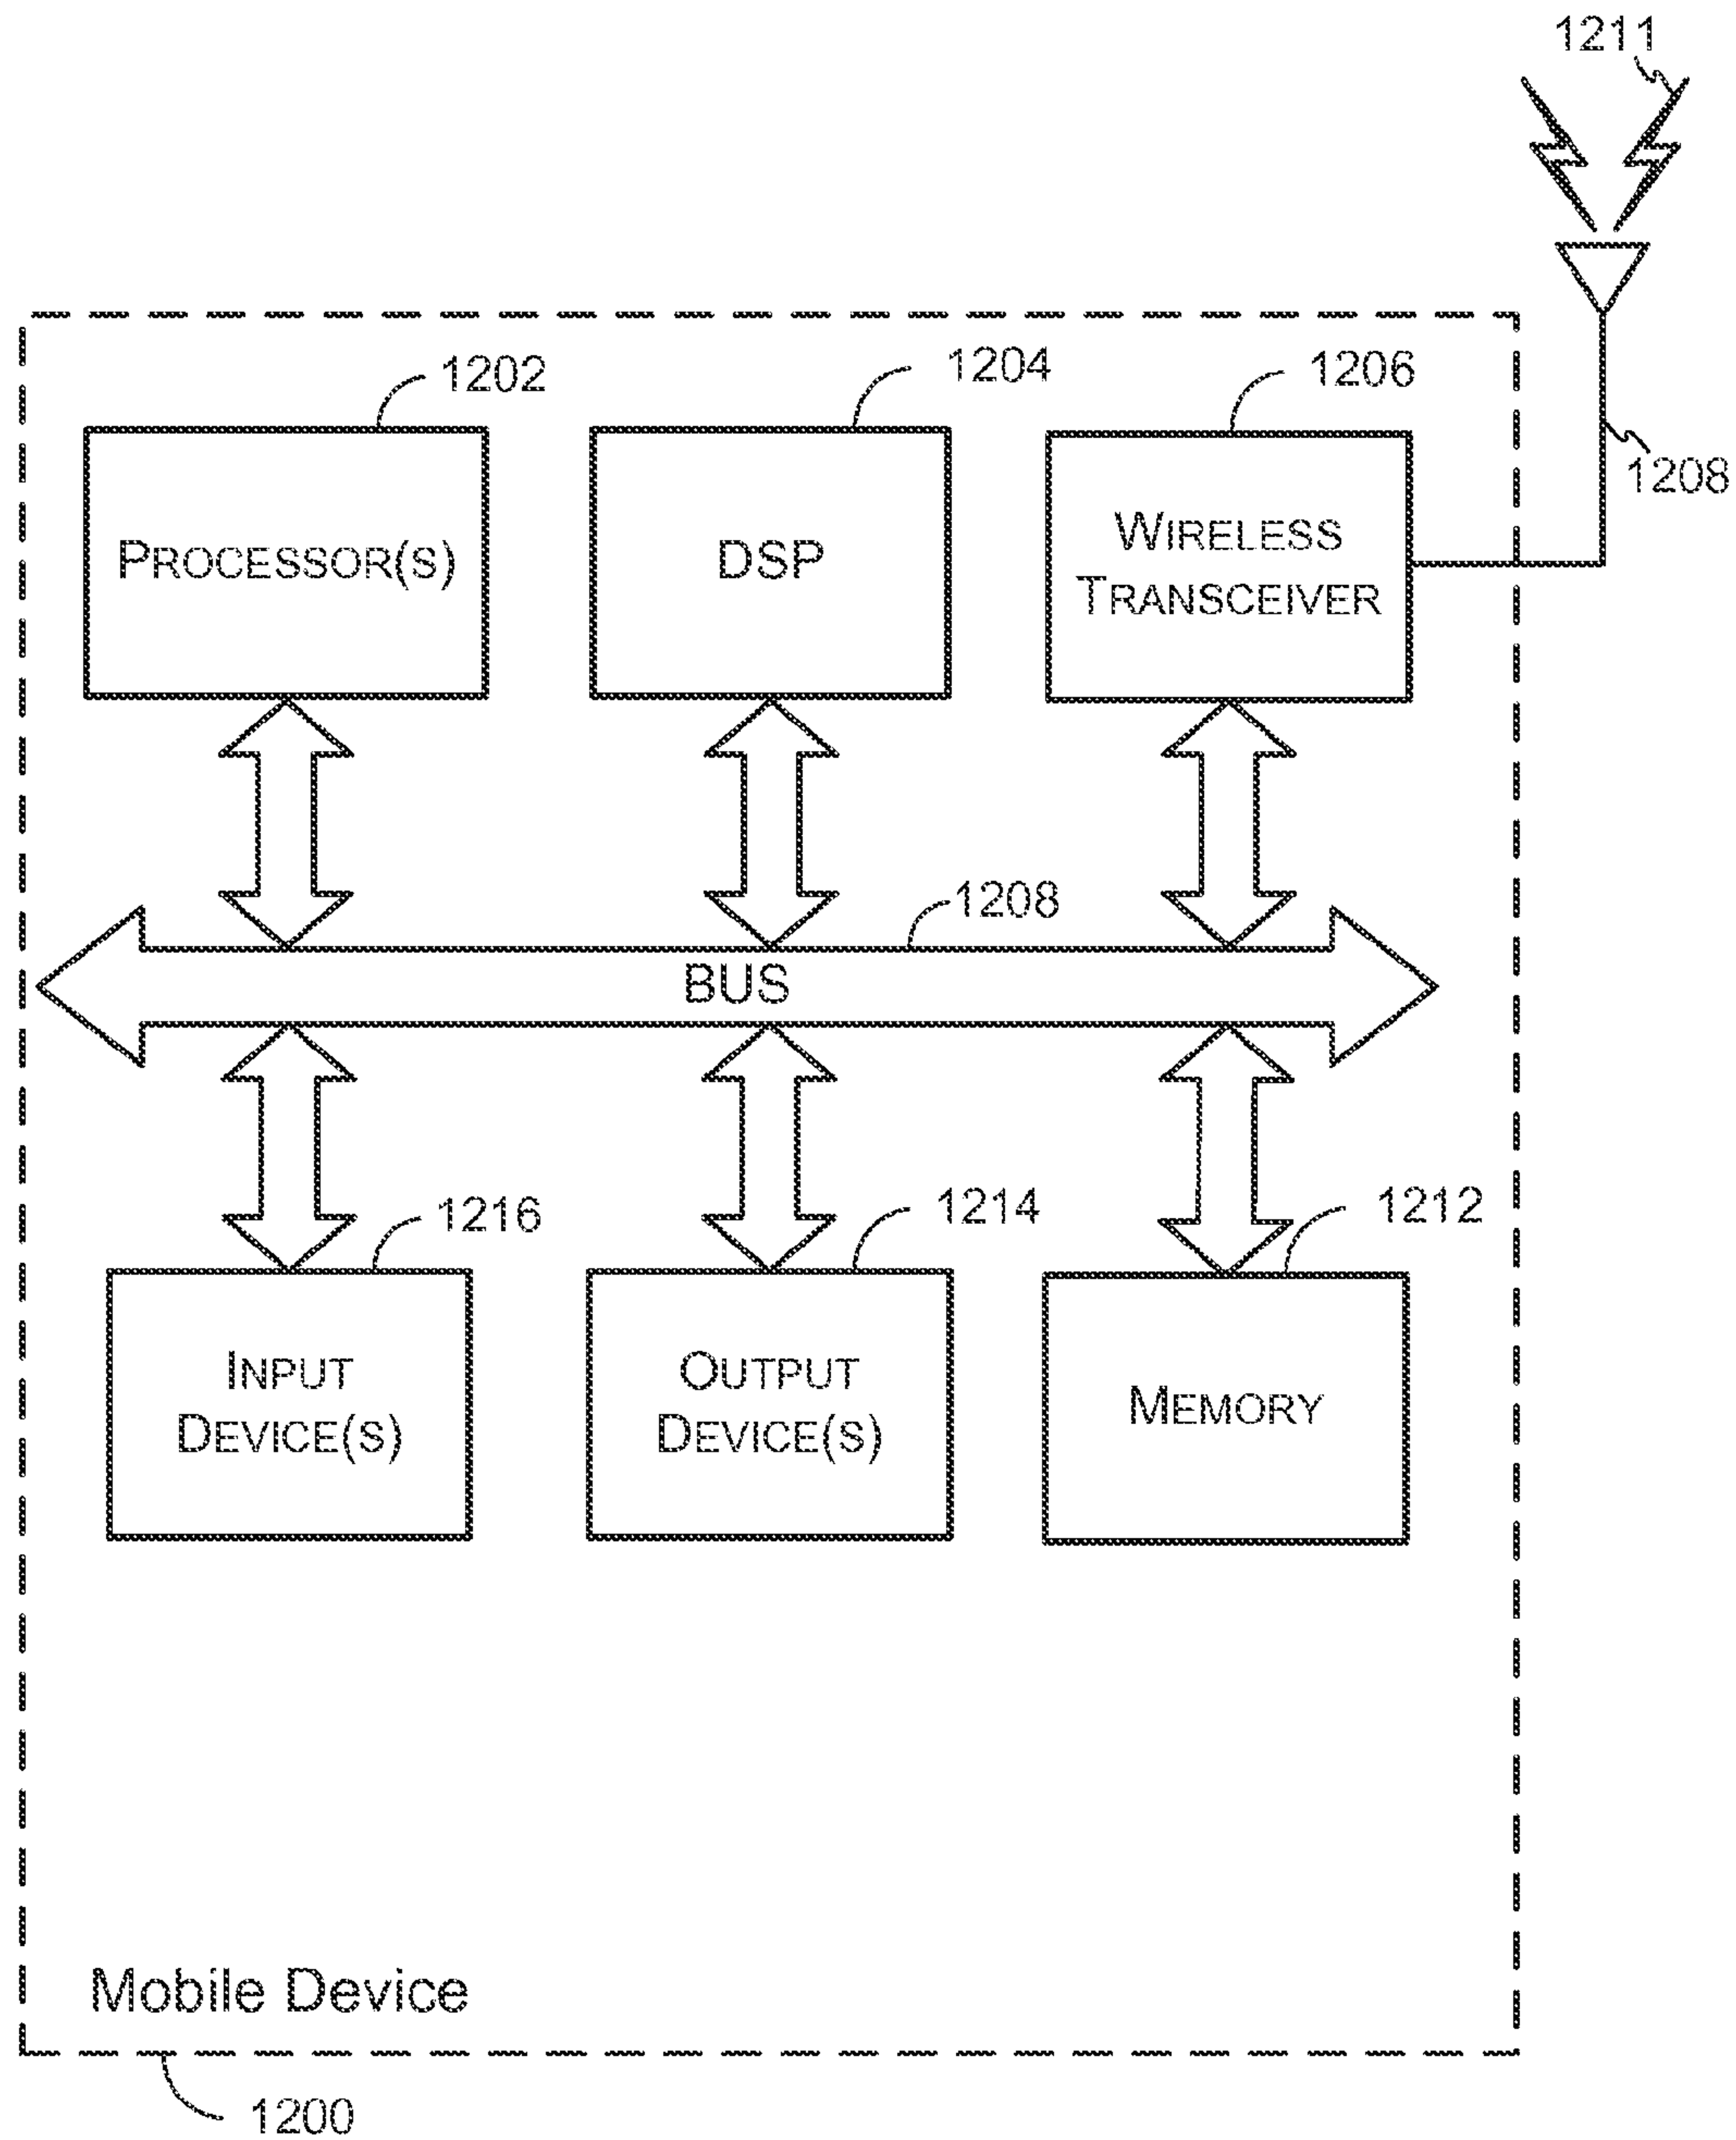 1211
1202
1204
1206
1208
PROCESSOR(S)
DSP
WIRELESS
TRANSCEIVER
1208
BUS
1216
1214
1212
INPUT
DEVICE(S)
OUTPUT
DEVICE(S)
MEMORY
Mobile Device
1200